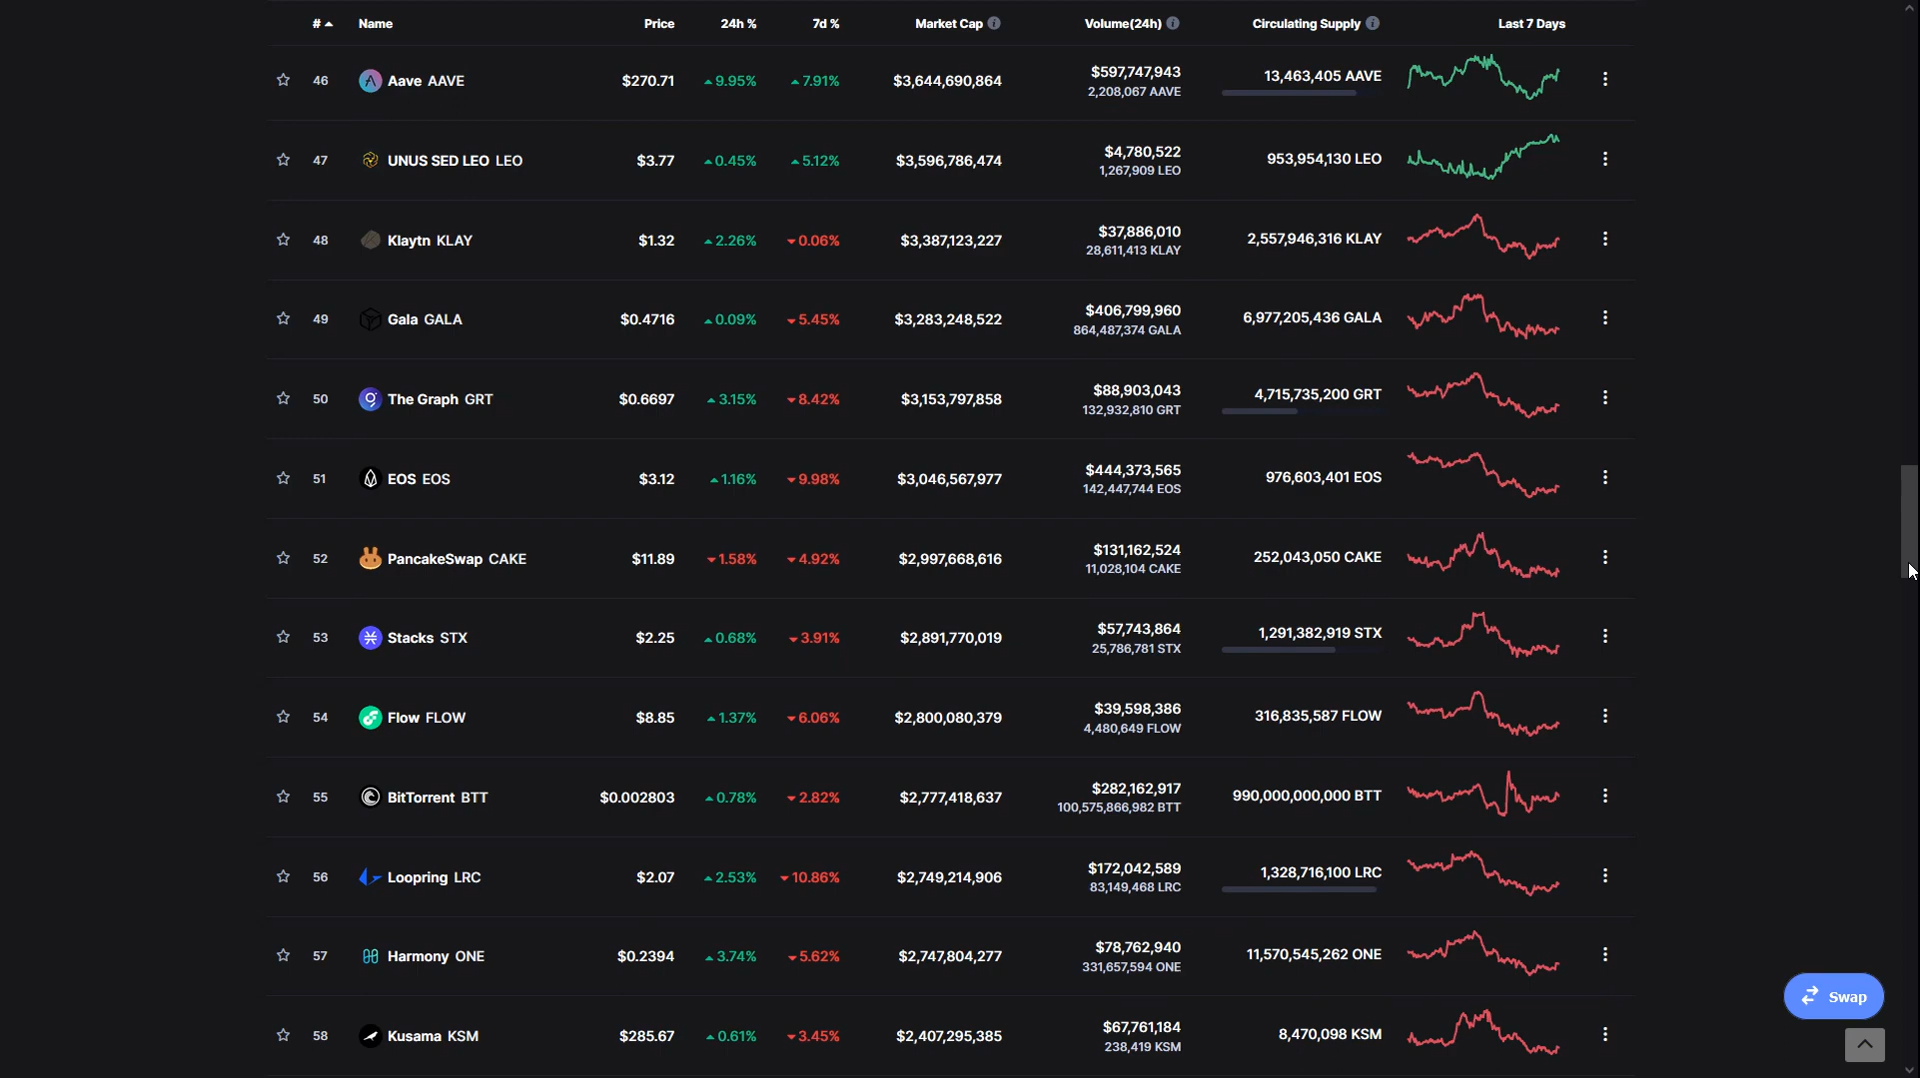 # Name Price 24h % 7d % Market Cap Volume(24h) Circulating Supply Last 7 Days
46 Aave AAVE $270.71 9.95% 7.91% $3,644,690,864 $597,747,943 13,463,405 AAVE
2,208,067 AAVE
47 UNUS SED LEO LEO $3.77 0.45% 5.12% $3,596,786,474 $4,780,522 953,954,130 LEO
1,267,909 LEO
48 Klaytn KLAY $1.32 2.26% 0.06% $3,387,123,227 $37,886,010 2,557,946,316 KLAY
28,611,413 KLAY
49 Gala GALA $0.4716 0.09% 5.45% $3,283,248,522 $406,799,960 6,977,205,436 GALA
864,487,374 GALA
50 The Graph GRT $0.6697 3.15% 8.42% $3,153,797,858 $88,903,043 4,715,735,200 GRT
132,932,810 GRT
51 EOS EOS $3.12 1.16% 9.98% $3,046,567,977 $444,373,565 976,603,401 EOS
142,447,744 EOS
52 PancakeSwap CAKE $11.89 1.58% 4.92% $2,997,668,616 $131,162,524 252,043,050 CAKE
11,028,104 CAKE
53 Stacks STX $2.25 0.68% 3.91% $2,891,770,019 $57,743,864 1,291,382,919 STX
25,786,781 STX
54 Flow FLOW $8.85 1.37% 6.06% $2,800,080,379 $39,598,386 316,835,587 FLOW
4,480,649 FLOW
55 BitTorrent BTT $0.002803 0.78% 2.82% $2,777,418,637 $282,162,917 990,000,000,000 BTT
100,575,866,982 BTT
56 Loopring LRC $2.07 2.53% 10.86% $2,749,214,906 $172,042,589 1,328,716,100 LRC
83,149,468 LRC
57 Harmony ONE $0.2394 3.74% 5.62% $2,747,804,277 $78,762,940 11,570,545,262 ONE
331,657,594 ONE
Swap
58 Kusama KSM $285.67 0.61% 3.45% $2,407,295,385 $67,761,184 8,470,098 KSM
238,419 KSM